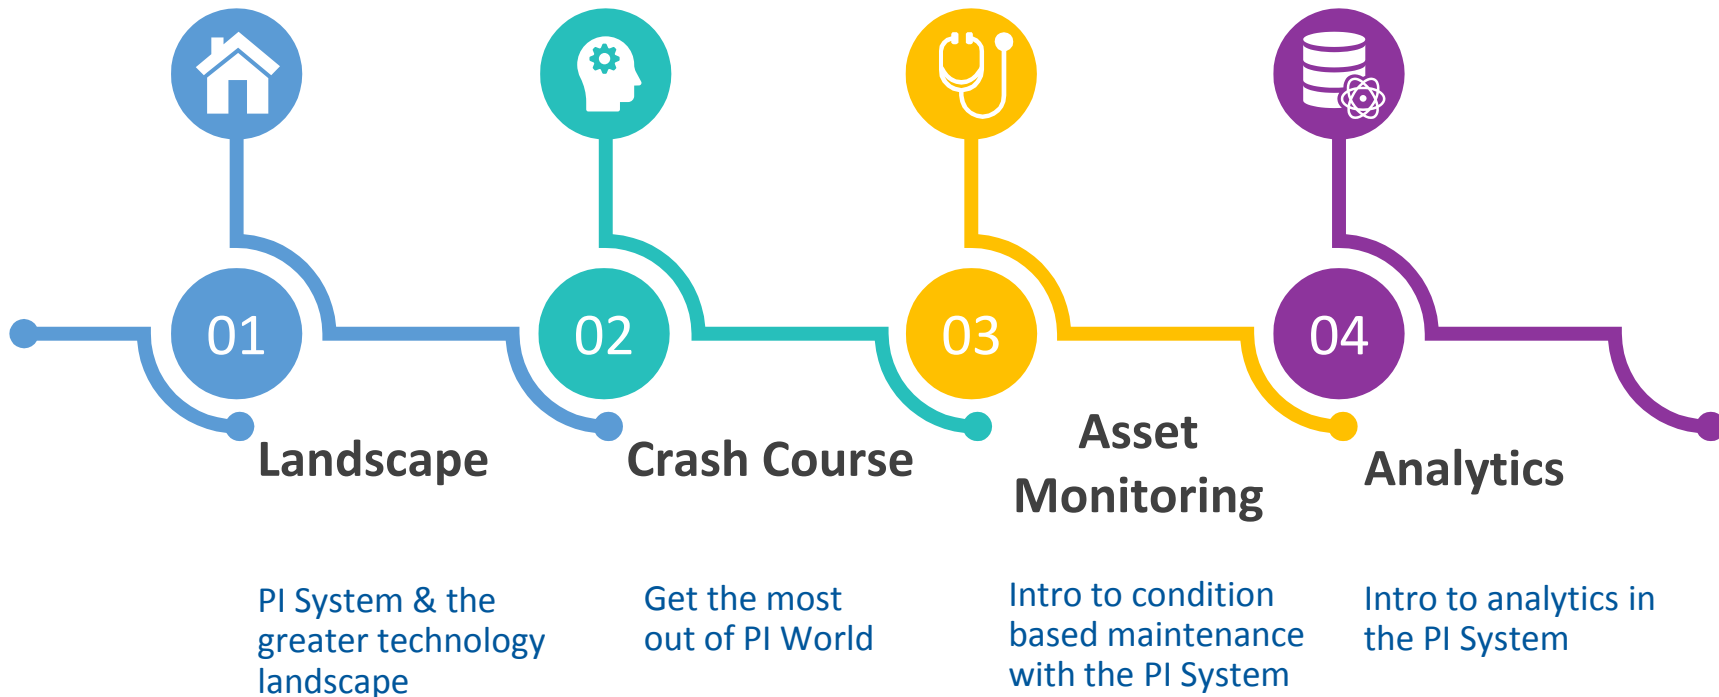 01
02
03
04
Landscape
Crash Course
Asset
Monitoring
Analytics
PI System & the
greater technology
landscape
Get the most
out of PI World
Intro to condition
based maintenance
with the PI System
Intro to analytics in
the PI System